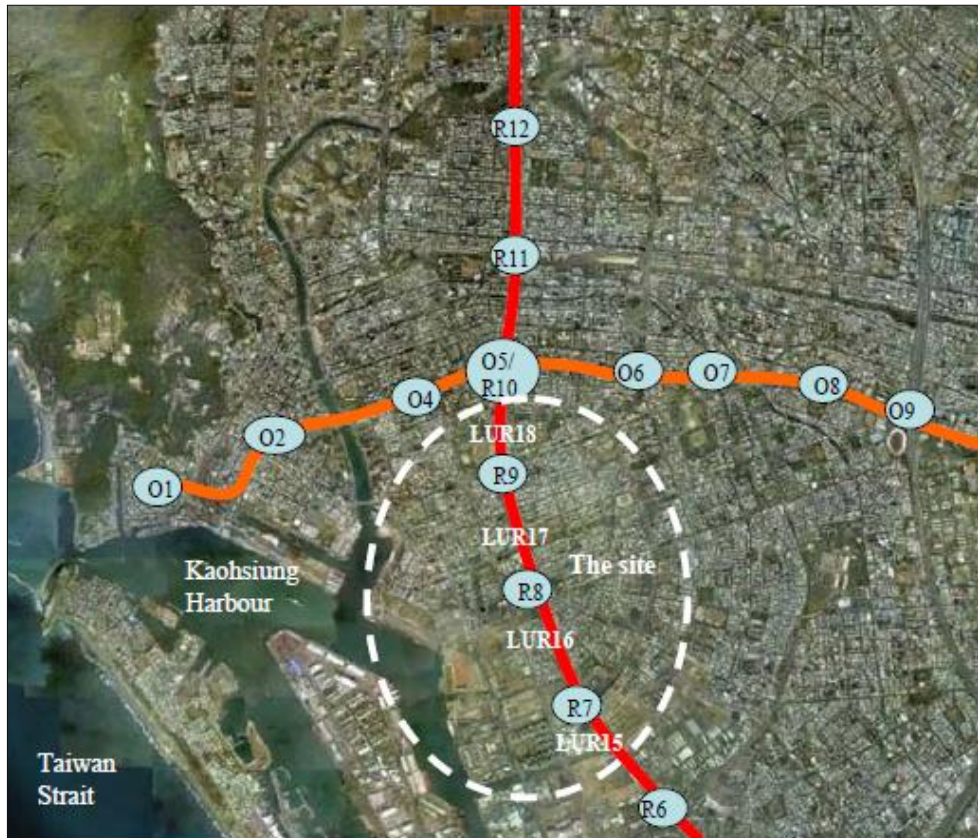 R12
R11
O5/
R10
O6
O7
O8
O9
O4
O2
O1
LUR18
R9
LUR17
The site
R8
Kaohsiung
Harbour
LUR16
R7
LUR15
Taiwan
Strait
R6